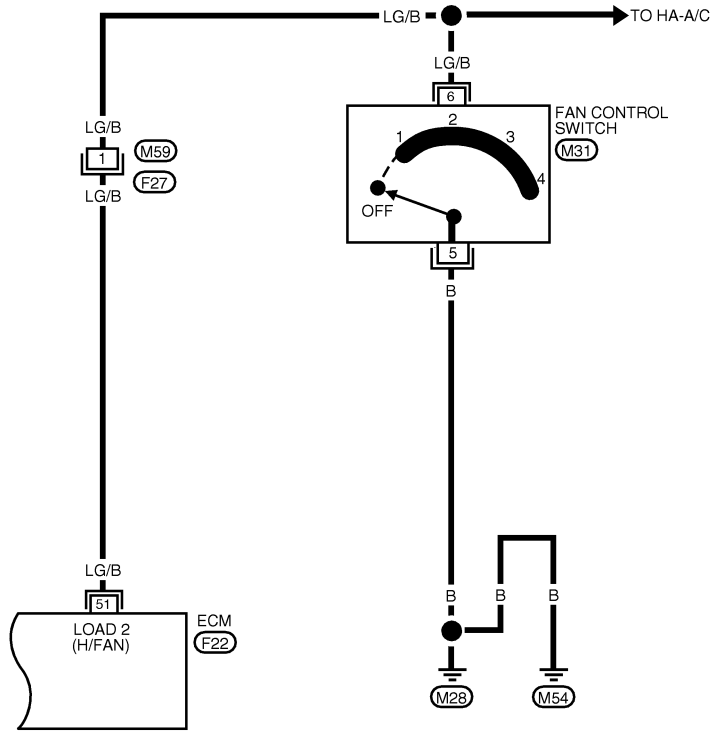 LG/B
TO HA-A/C
LG/B
6
FAN CONTROL
SWITCH
M31
1
2
3
4
OFF
5
B
LG/B
1
M59
F27
LG/B
LG/B
51
LOAD 2
(H/FAN)
ECM
F22
B
B
B
M28
M54